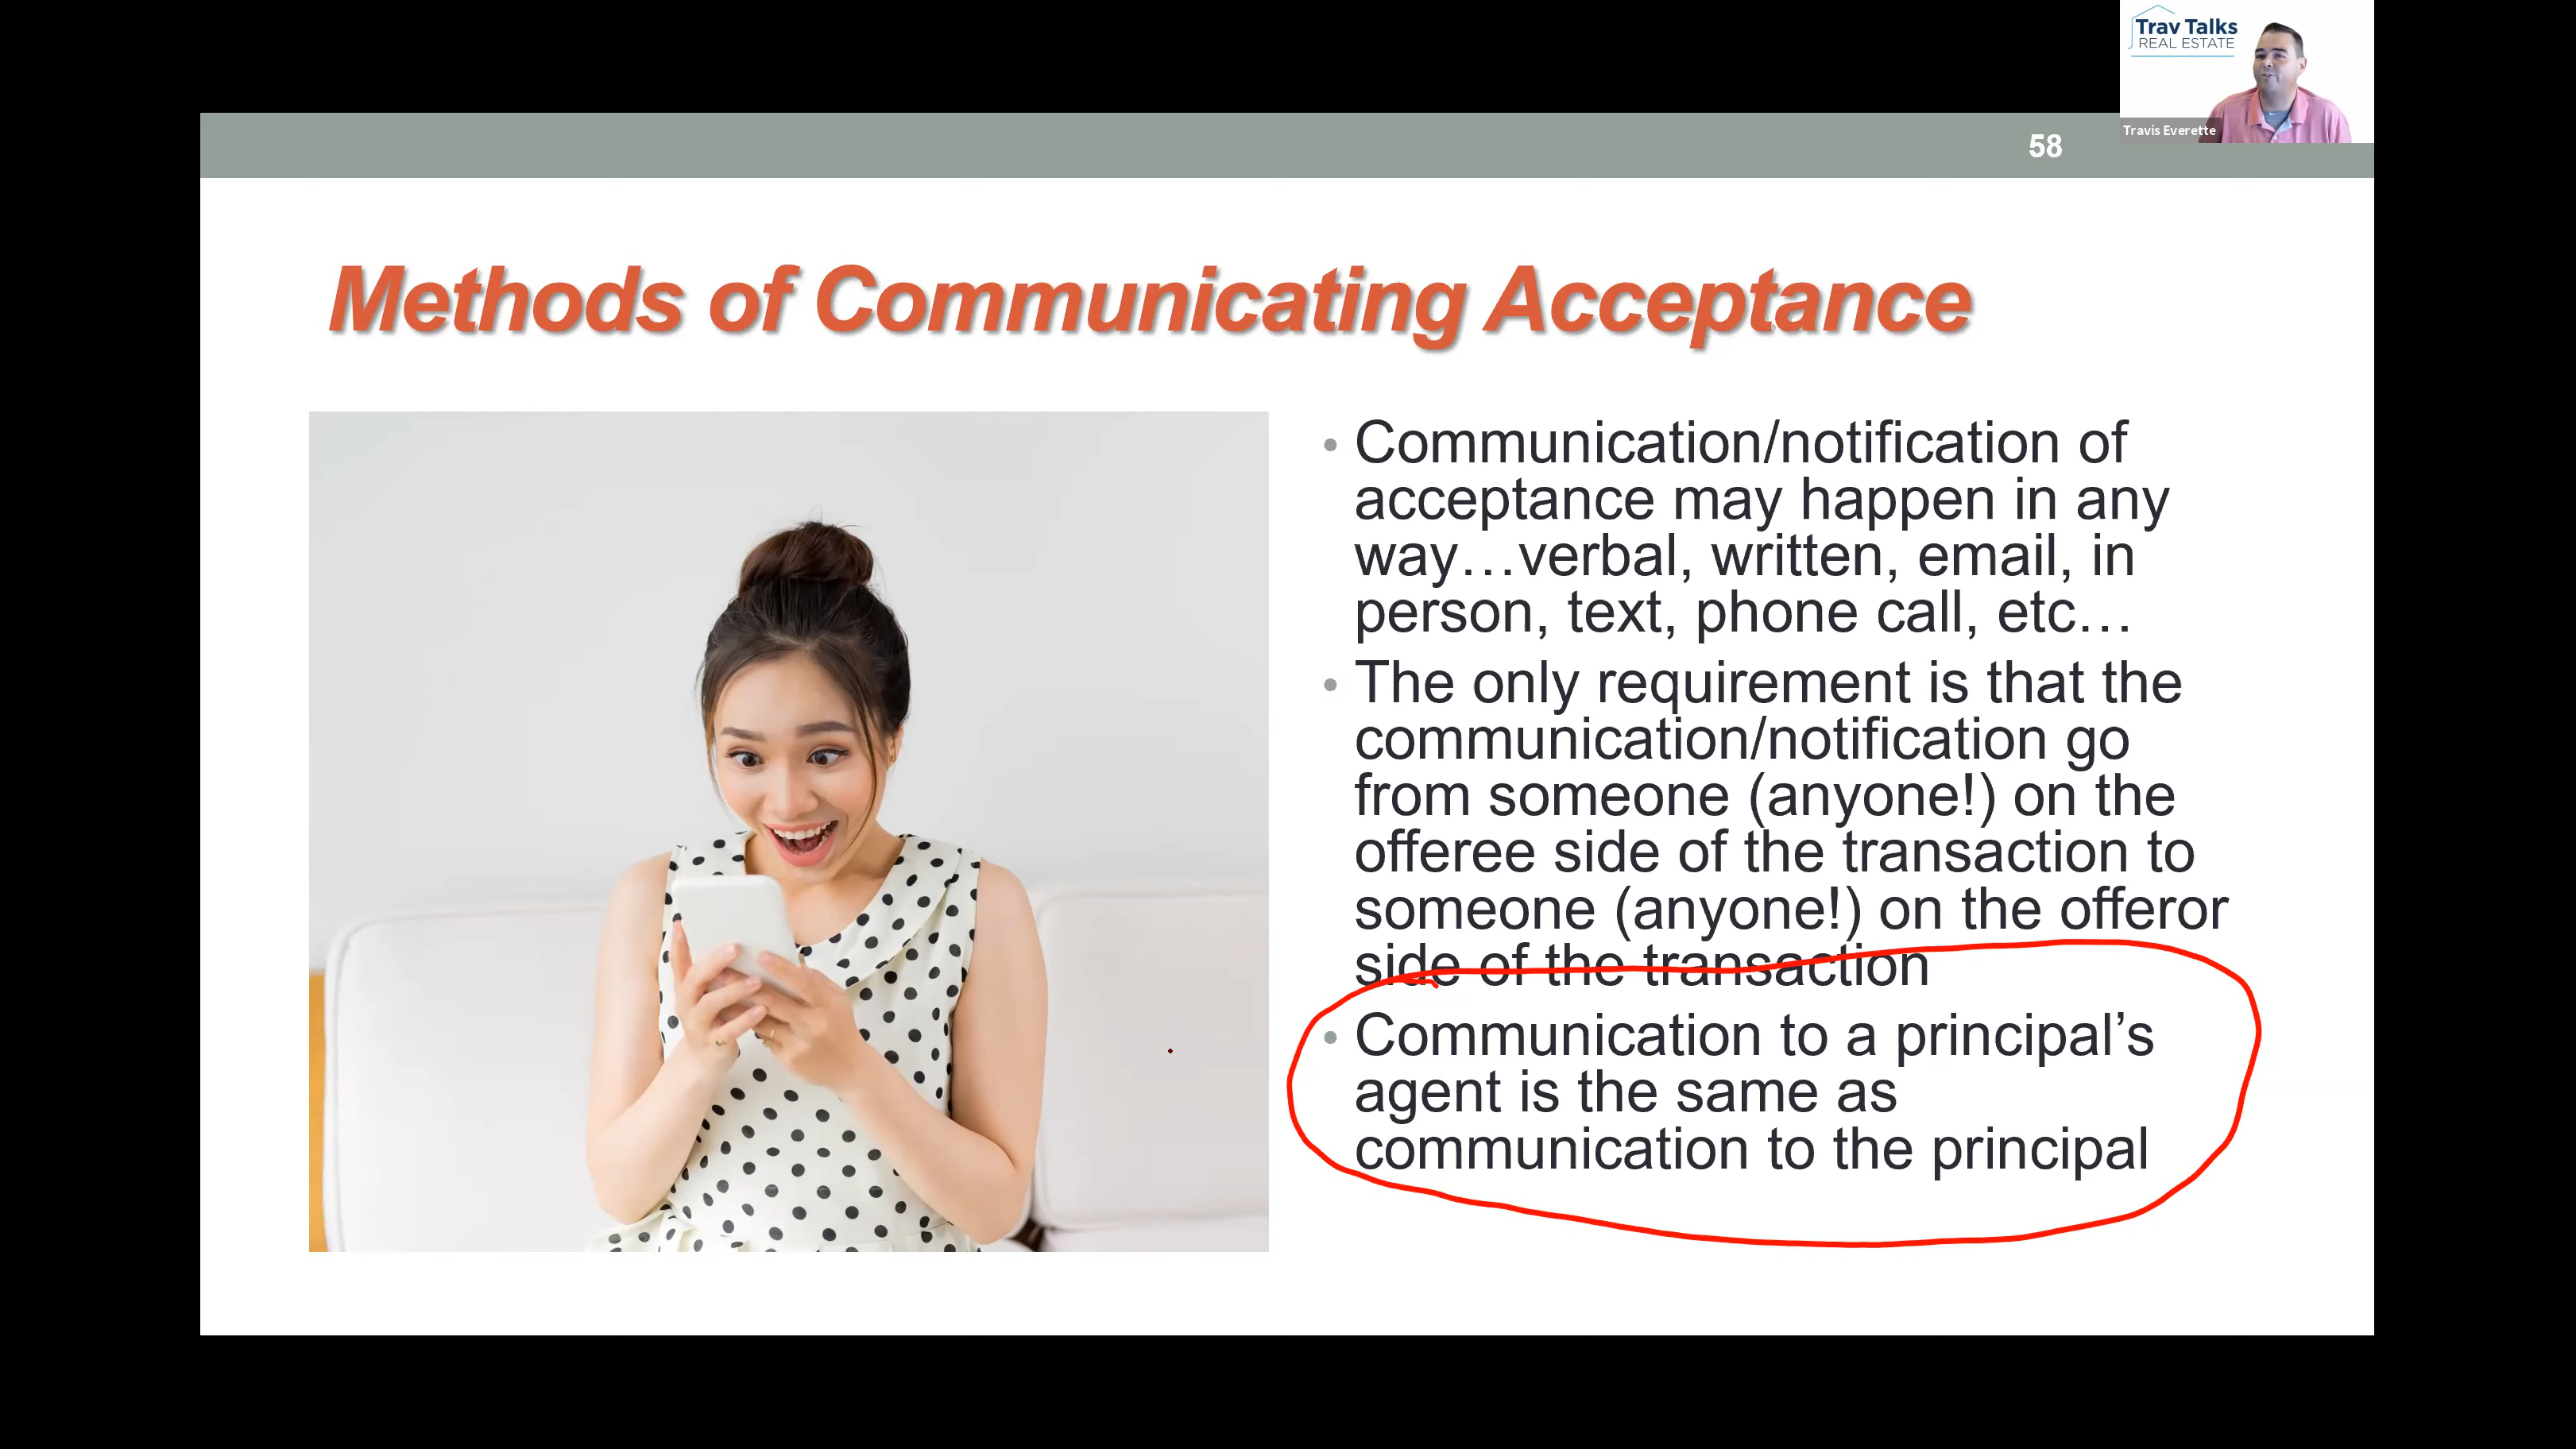 Trav Talks
REAL ESTATE
Travis Everette
58
Methods of Communicating Acceptance
• Communication/notification of
acceptance may happen in any
way…verbal, written, email, in
person, text, phone call, etc…
• The only requirement is that the
communication/notification go
from someone (anyone!) on the
offeree side of the transaction to
someone (anyone!) on the offeror
side of the transaction
• Communication to a principal’s
agent is the same as
communication to the principal